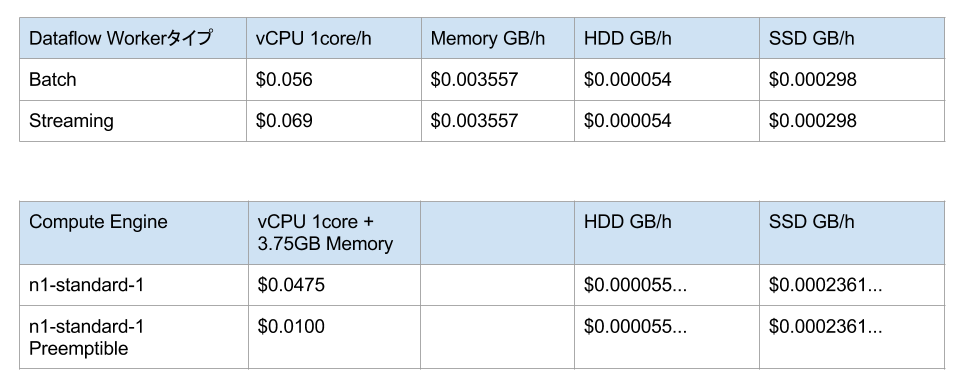 Dataflow Workerタイプ vCPU 1core/h Memory GB/h HDD GB/h SSD GB/h
Batch $0.056 $0.003557 $0.000054 $0.000298
Streaming $0.069 $0.003557 $0.000054 $0.000298
Compute Engine vCPU 1core + HDD GB/h SSD GB/h
3.75GB Memory
n1-standard-1 $0.0475 $0.000055... $0.0002361...
n1-standard-1 $0.0100 $0.000055... $0.0002361...
Preemptible